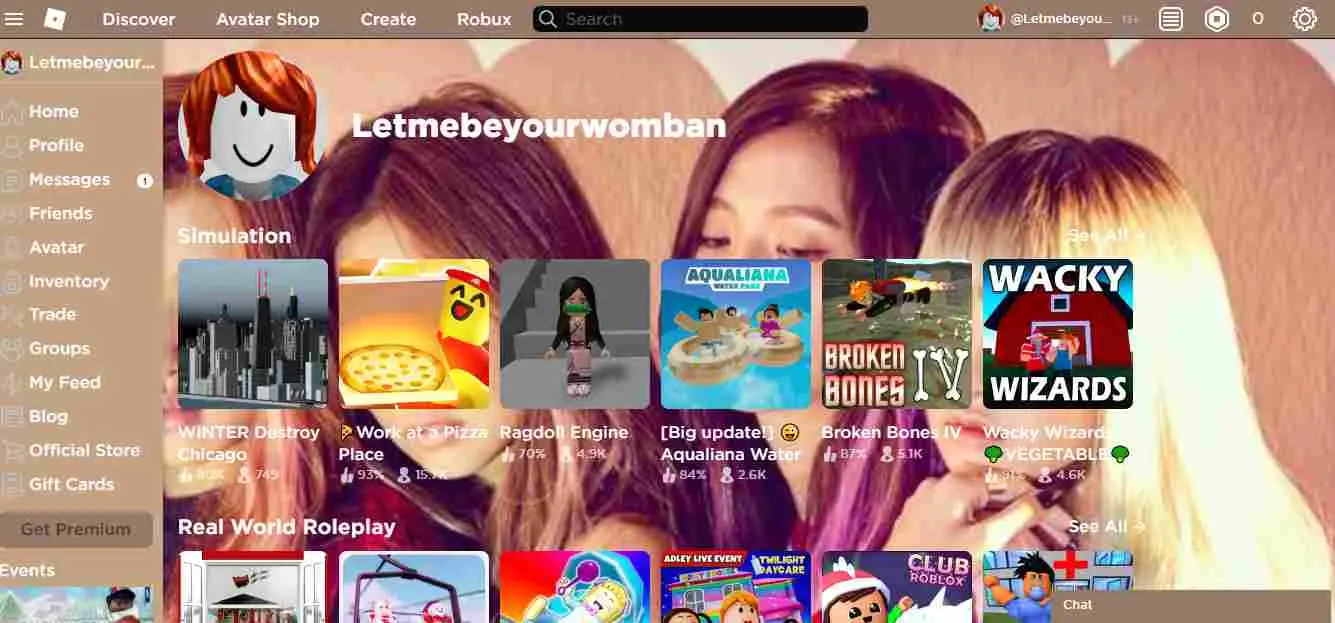 Discover Avatar Shop Create Robux Search @Letmebeyou... 13+ 0
Letmebeyour...
Home
Profile
Messages 1
Friends
Avatar
Inventory
Trade
Groups
My Feed
Blog
Official Store
Gift Cards
Get Premium
Events
Letmebeyourwomban
Simulation See All →
AQUALIANA
WATER PARK
BROKEN
BONES IV
WACKY
WIZARDS
WINTER Destroy
Chicago
80% 749
🍕Work at a Pizza
Place
93%
Ragdoll Engine
70% 4.9K
[Big update!] 😜
Aqualiana Water
84% 2.6K
Broken Bones IV
87% 5.1K
Wacky Wizards
🥦VEGETABLE🥦
91% 4.6K
Real World Roleplay See All →
ADLEY LIVE EVENT
TWILIGHT
DAYCARE
CLUB
ROBLOX
Chat